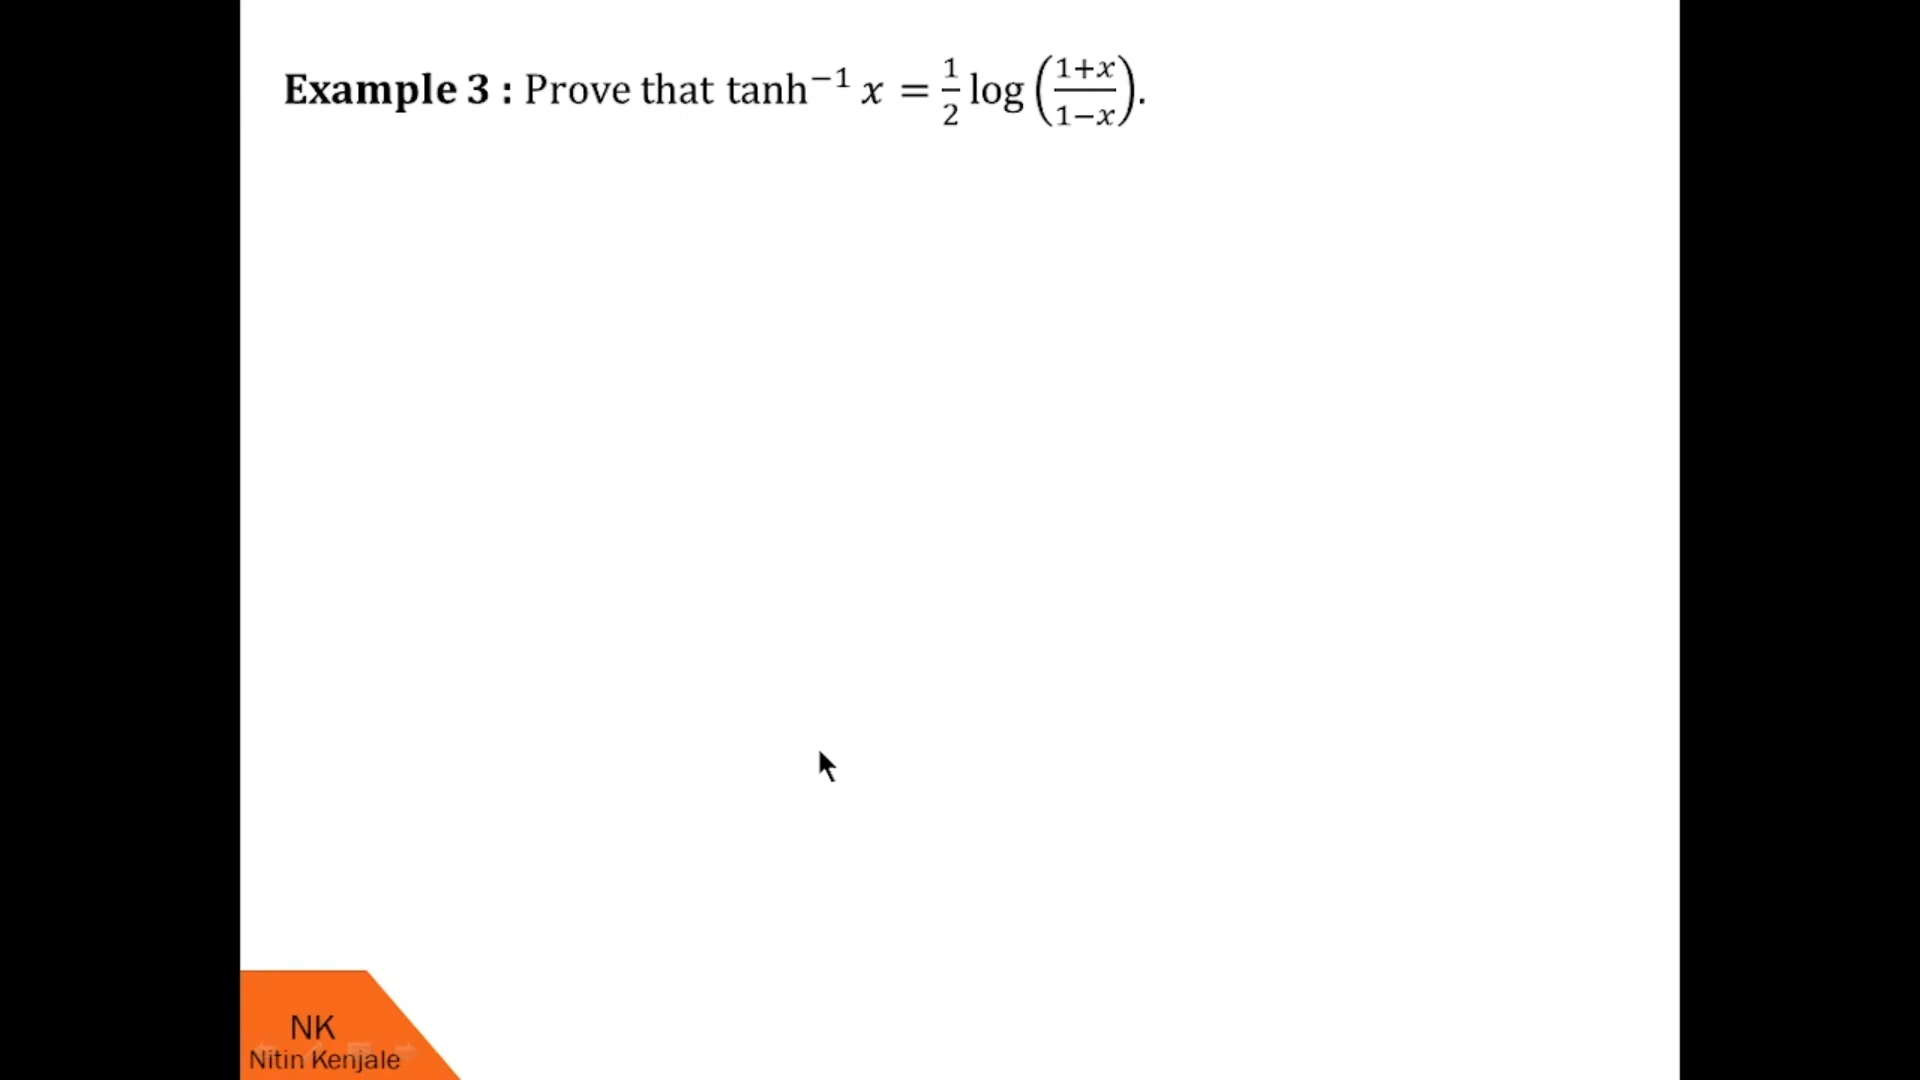 Example 3 : Prove that tanh⁻¹ x = 1/2 log((1+x)/(1−x)).
NK
Nitin Kenjale